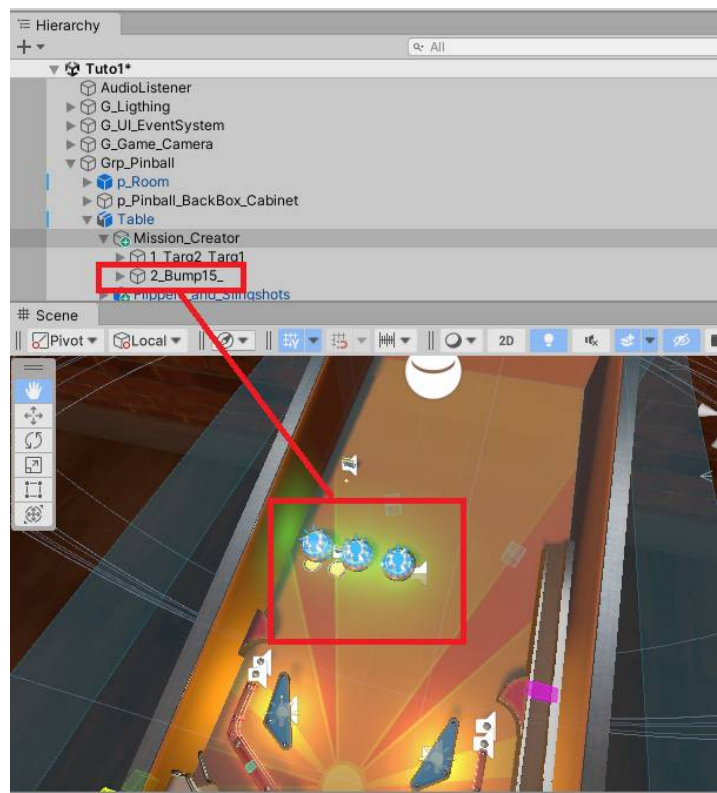 Hierarchy
All
Tuto1*
AudioListener
G_Ligthing
G_UI_EventSystem
G_Game_Camera
Grp_Pinball
p_Room
p_Pinball_BackBox_Cabinet
Table
Mission_Creator
1_Targ2_Targ1
2_Bump15_
Flippers_and_Slingshots
# Scene
Pivot Local 2D